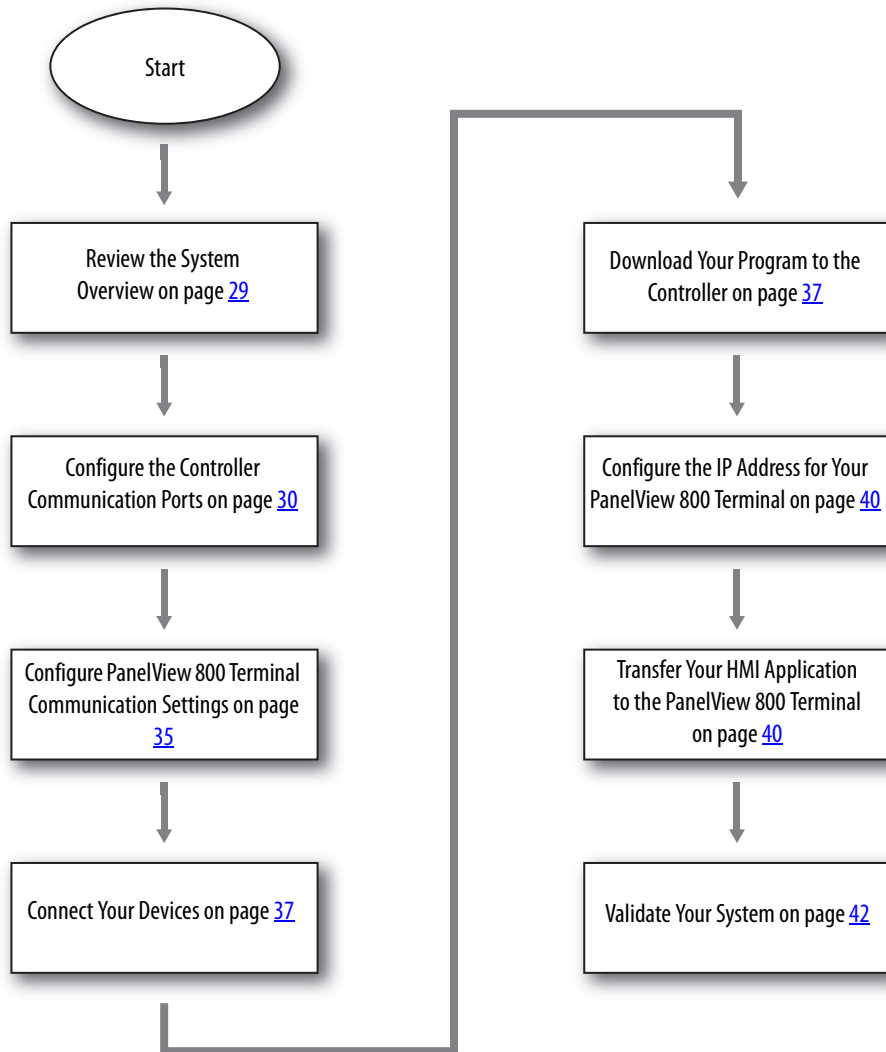 Start
Review the System
Overview on page 29
Configure the Controller
Communication Ports on page 30
Configure PanelView 800 Terminal
Communication Settings on page
35
Connect Your Devices on page 37
Download Your Program to the
Controller on page 37
Configure the IP Address for Your
PanelView 800 Terminal on page 40
Transfer Your HMI Application
to the PanelView 800 Terminal
on page 40
Validate Your System on page 42